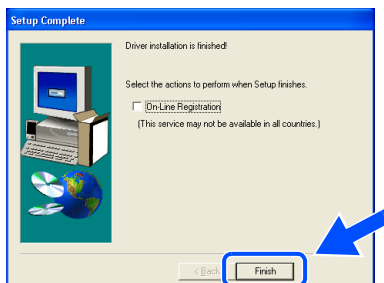 Setup Complete
Driver installation is finished!
Select the actions to perform when Setup finishes.
On-Line Registration
(This service may not be available in all countries.)
< Back
Finish